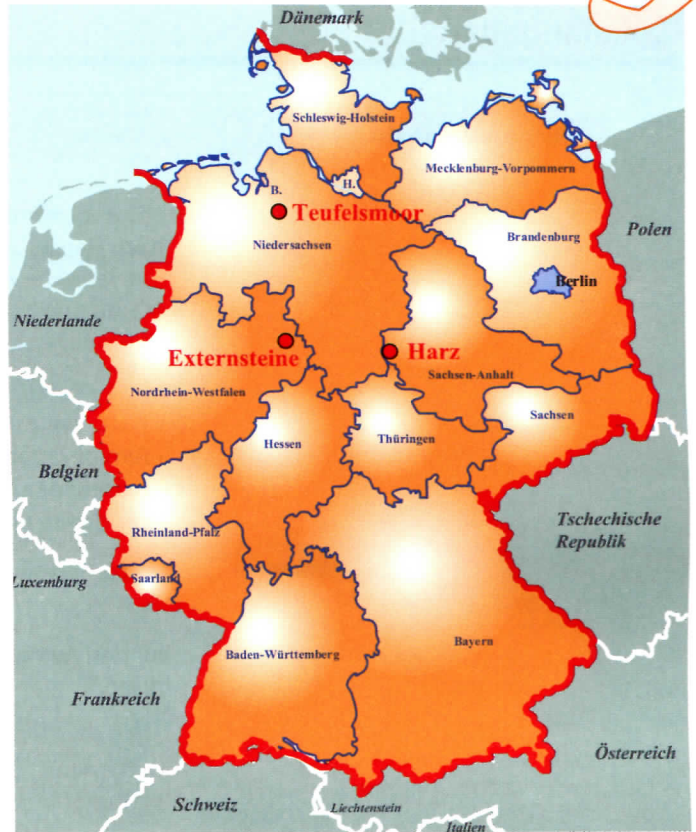 Dänemark
Schleswig-Holstein
Mecklenburg-Vorpommern
B.
H.
Teufelsmoor
Polen
Brandenburg
Niedersachsen
Berlin
Niederlande
Externsteine
Harz
Sachsen-Anhalt
Nordrhein-Westfalen
Sachsen
Hessen
Thüringen
Belgien
Tschechische
Republik
Rheinland-Pfalz
Saarland
Luxemburg
Bayern
Baden-Württemberg
Frankreich
Österreich
Schweiz
Liechtenstein
Italien